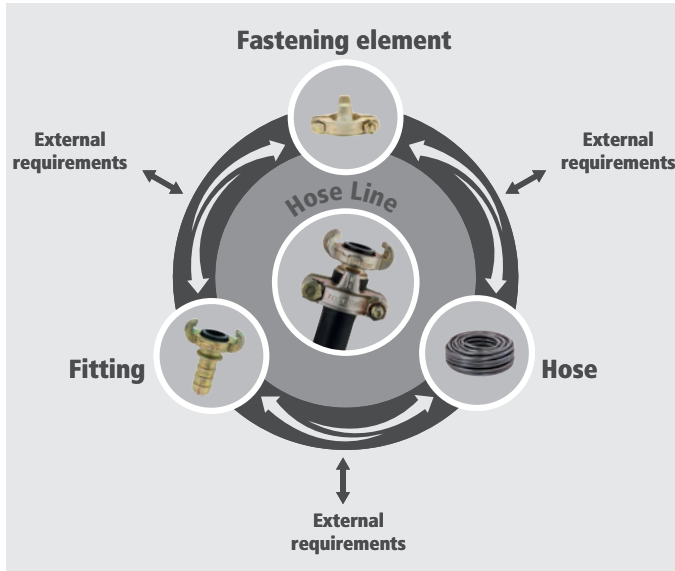 Fastening element
External
requirements
External
requirements
Hose Line
Fitting
Hose
External
requirements